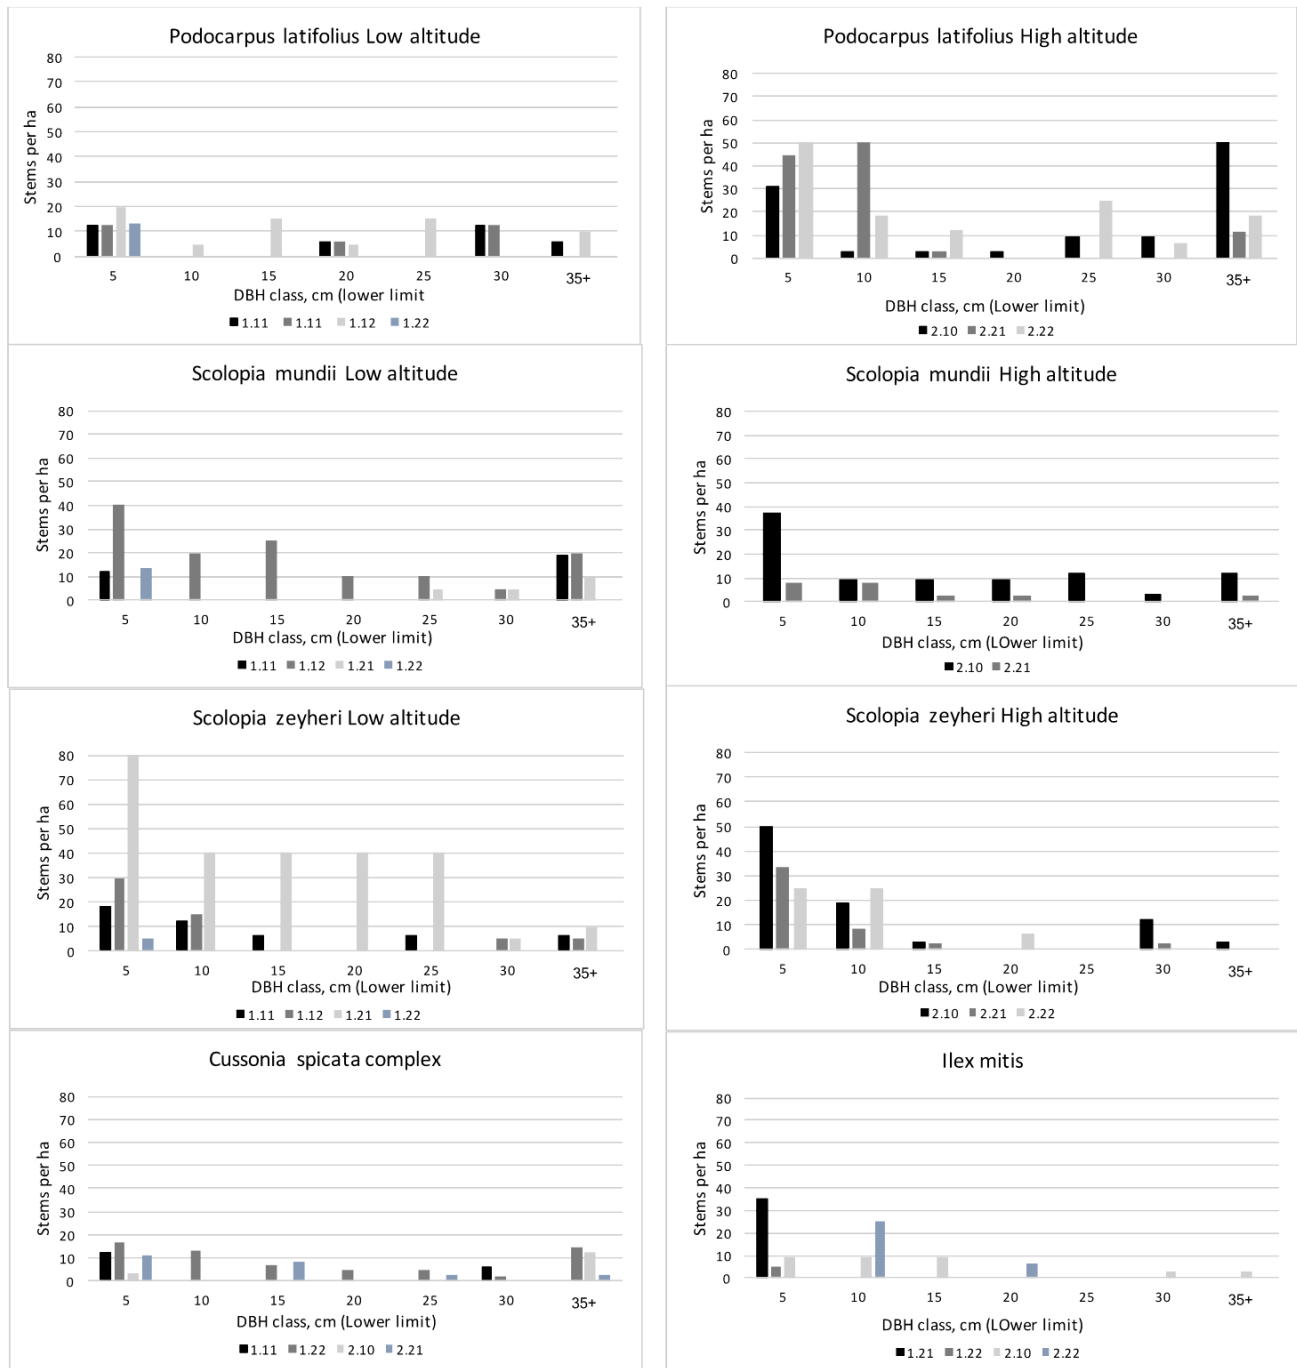 Podocarpus latifolius Low altitude
80
70
60
50
40
30
20
10
0
Stems per ha
5 10 15 20 25 30 35+
DBH class, cm (lower limit
1.11 1.11 1.12 1.22
Podocarpus latifolius High altitude
80
70
60
50
40
30
20
10
0
Stems per ha
5 10 15 20 25 30 35+
DBH class, cm (Lower limit)
2.10 2.21 2.22
Scolopia mundii Low altitude
80
70
60
50
40
30
20
10
0
Stems per ha
5 10 15 20 25 30 35+
DBH class, cm (Lower limit)
1.11 1.12 1.21 1.22
Scolopia mundii High altitude
80
70
60
50
40
30
20
10
0
Stems per ha
5 10 15 20 25 30 35+
DBH class, cm (LOwer limit)
2.10 2.21
Scolopia zeyheri Low altitude
80
70
60
50
40
30
20
10
0
Stems per ha
5 10 15 20 25 30 35+
DBH class, cm (Lower limit)
1.11 1.12 1.21 1.22
Scolopia zeyheri High altitude
80
70
60
50
40
30
20
10
0
Stems per ha
5 10 15 20 25 30 35+
DBH class, cm (Lower limit)
2.10 2.21 2.22
Cussonia spicata complex
80
70
60
50
40
30
20
10
0
Stems per ha
5 10 15 20 25 30 35+
DBH class, cm (Lower limit)
1.11 1.22 2.10 2.21
Ilex mitis
80
70
60
50
40
30
20
10
0
Stems per ha
5 10 15 20 25 30 35+
DBH class, cm (LOwer limit)
1.21 1.22 2.10 2.22